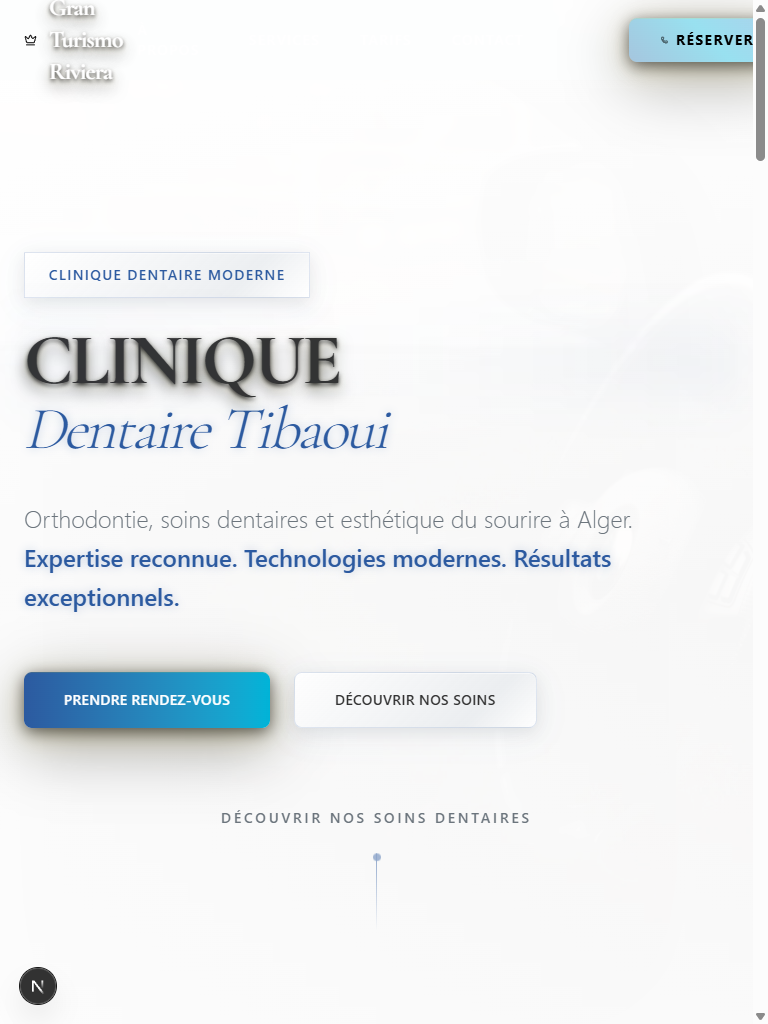 Gran
Turismo
Riviera
RÉSERVER
CLINIQUE DENTAIRE MODERNE
CLINIQUE
Dentaire Tibaoui
Orthodontie, soins dentaires et esthétique du sourire à Alger.
Expertise reconnue. Technologies modernes. Résultats
exceptionnels.
PRENDRE RENDEZ-VOUS
DÉCOUVRIR NOS SOINS
DÉCOUVRIR NOS SOINS DENTAIRES
N